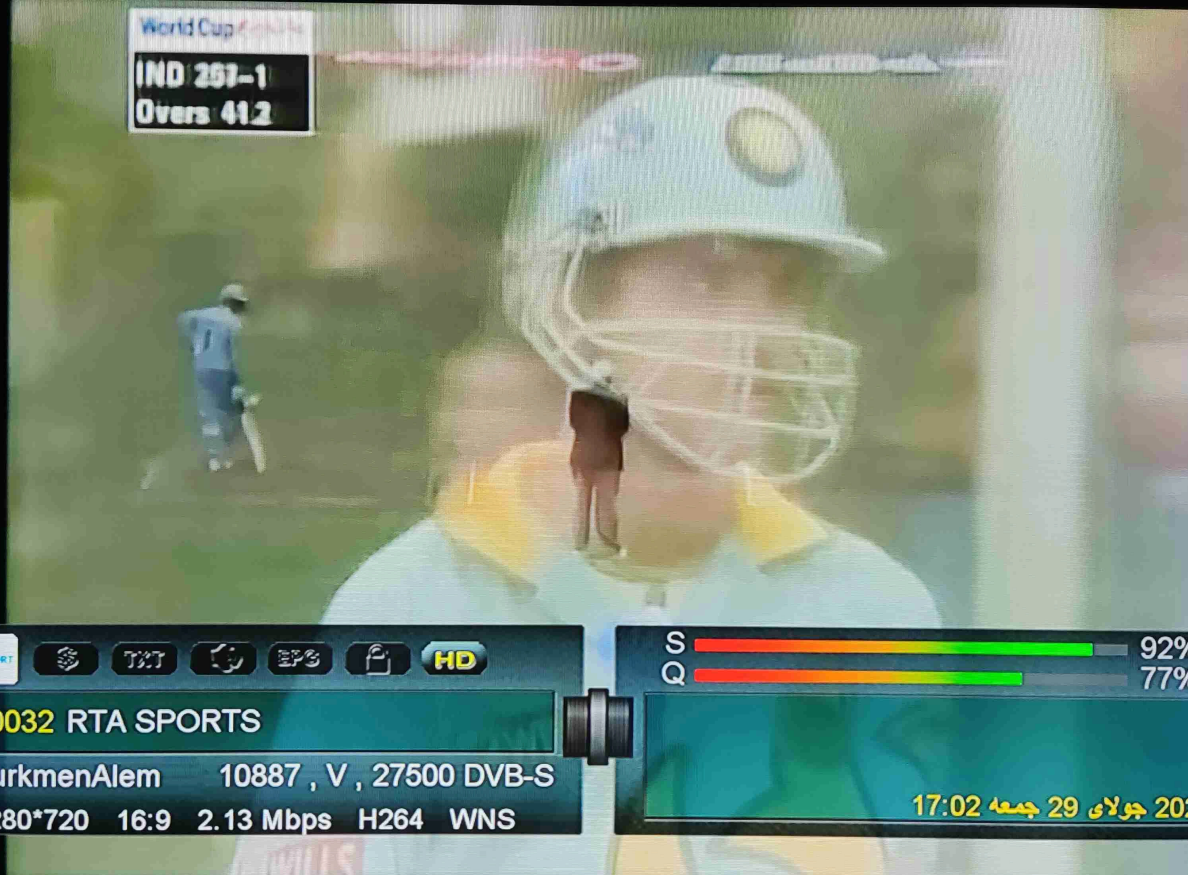 World Cup
IND 257-1
Overs 41.2
RT
$
TXT
EPG
HD
0032 RTA SPORTS
urkmenAlem 10887 , V , 27500 DVB-S
280*720 16:9 2.13 Mbps H264 WNS
S 92%
Q 77%
17:02 جولای 29 جمعه 202